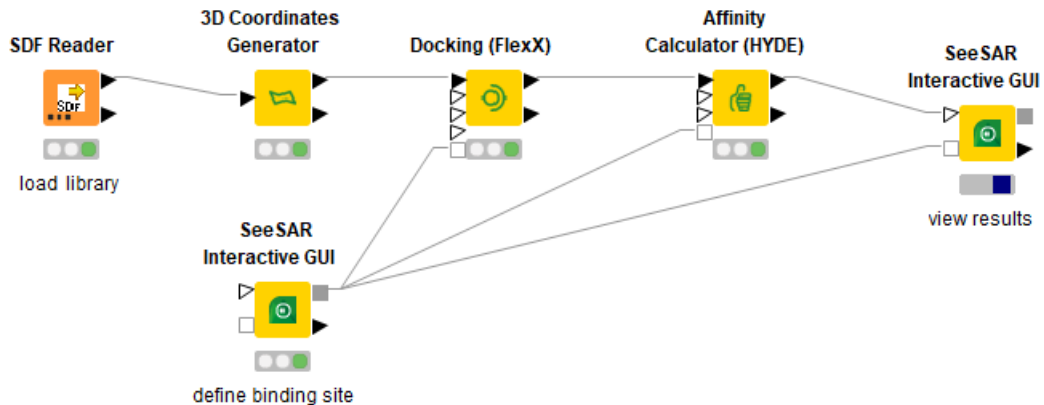 3D Coordinates
Generator
SDF Reader
Docking (FlexX)
Affinity
Calculator (HYDE)
SeeSAR
Interactive GUI
SDF
load library
view results
SeeSAR
Interactive GUI
define binding site